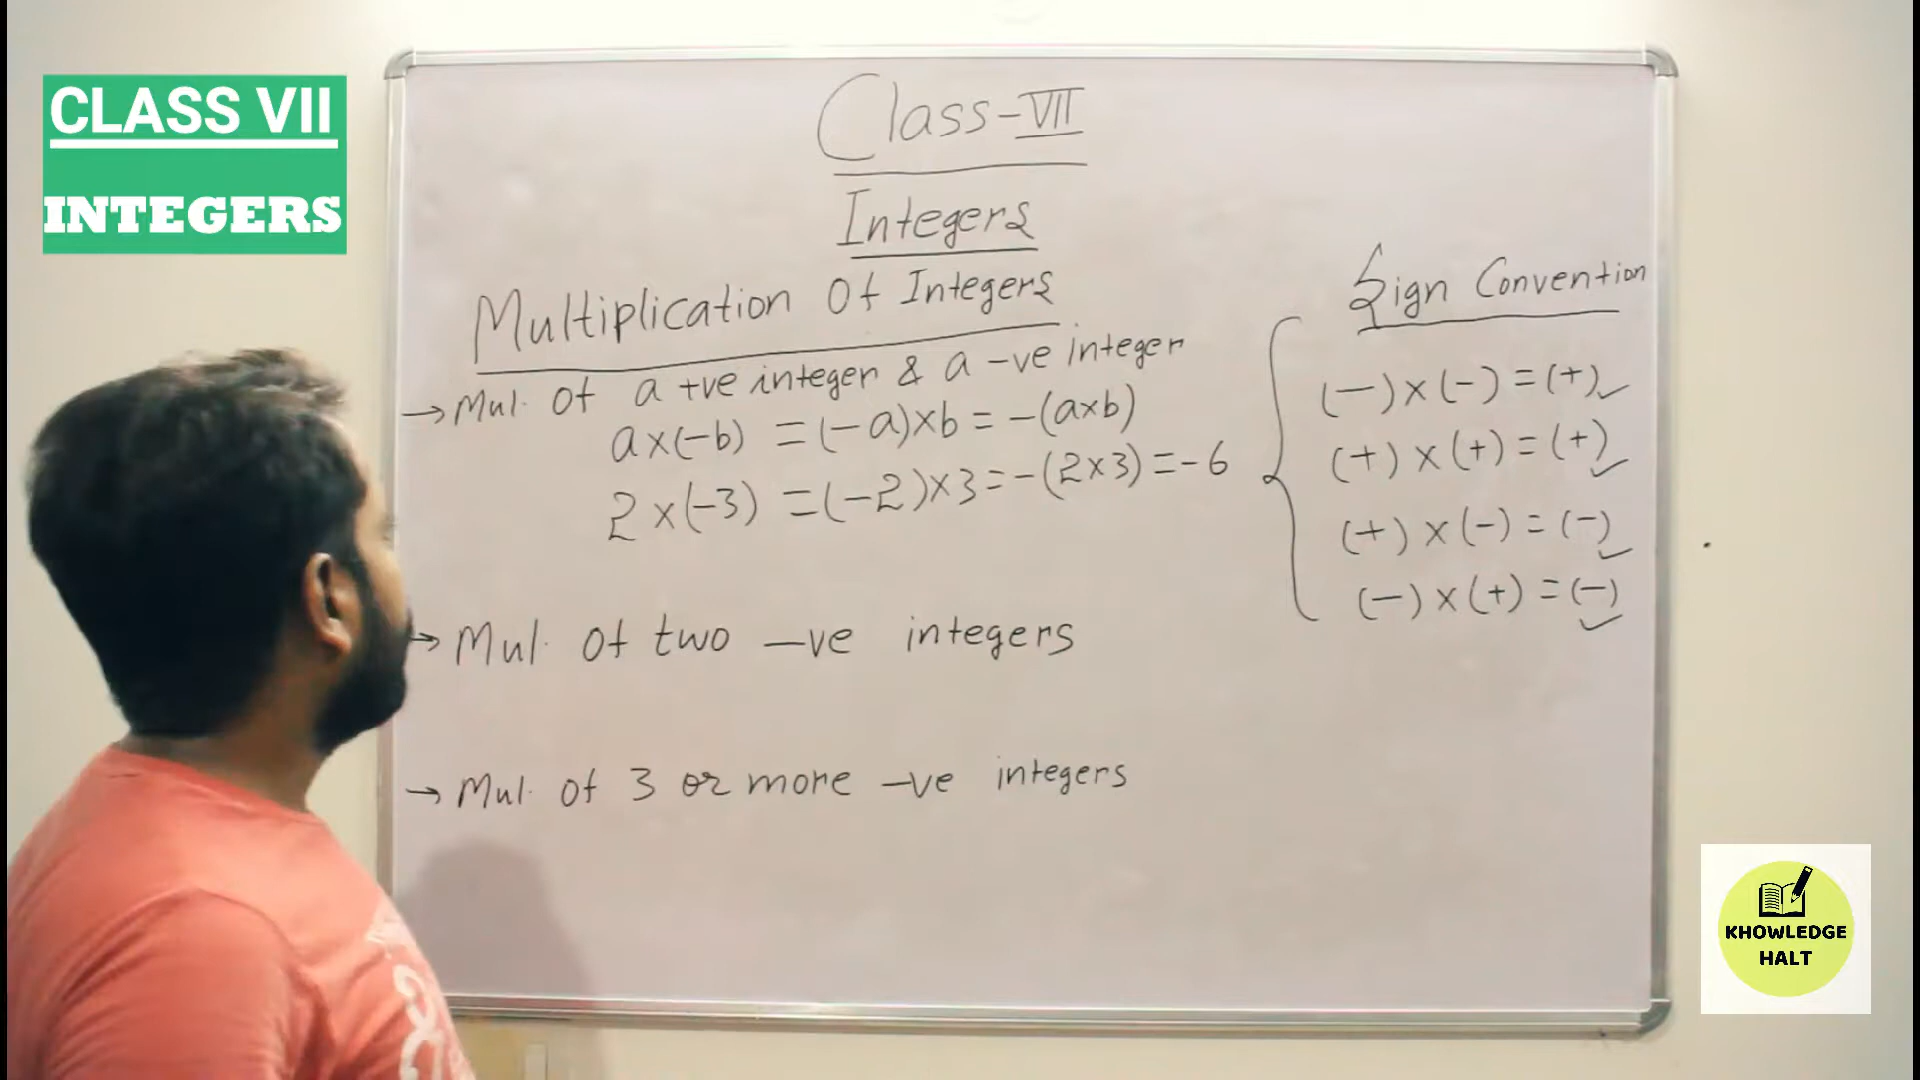 CLASS VII
INTEGERS
Class-VII
Integers
Multiplication Of Integers
→ Mul. Of a +ve integer & a -ve integer
a×(-b) = (-a)×b = -(a×b)
2×(-3) = (-2)×3 = -(2×3) = -6
→ Mul. Of two -ve integers
→ Mul. Of 3 or more -ve integers
Sign Convention
(-)×(-) = (+)✓
(+)×(+) = (+)✓
(+)×(-) = (-)✓
(-)×(+) = (-)✓
KHOWLEDGE
HALT